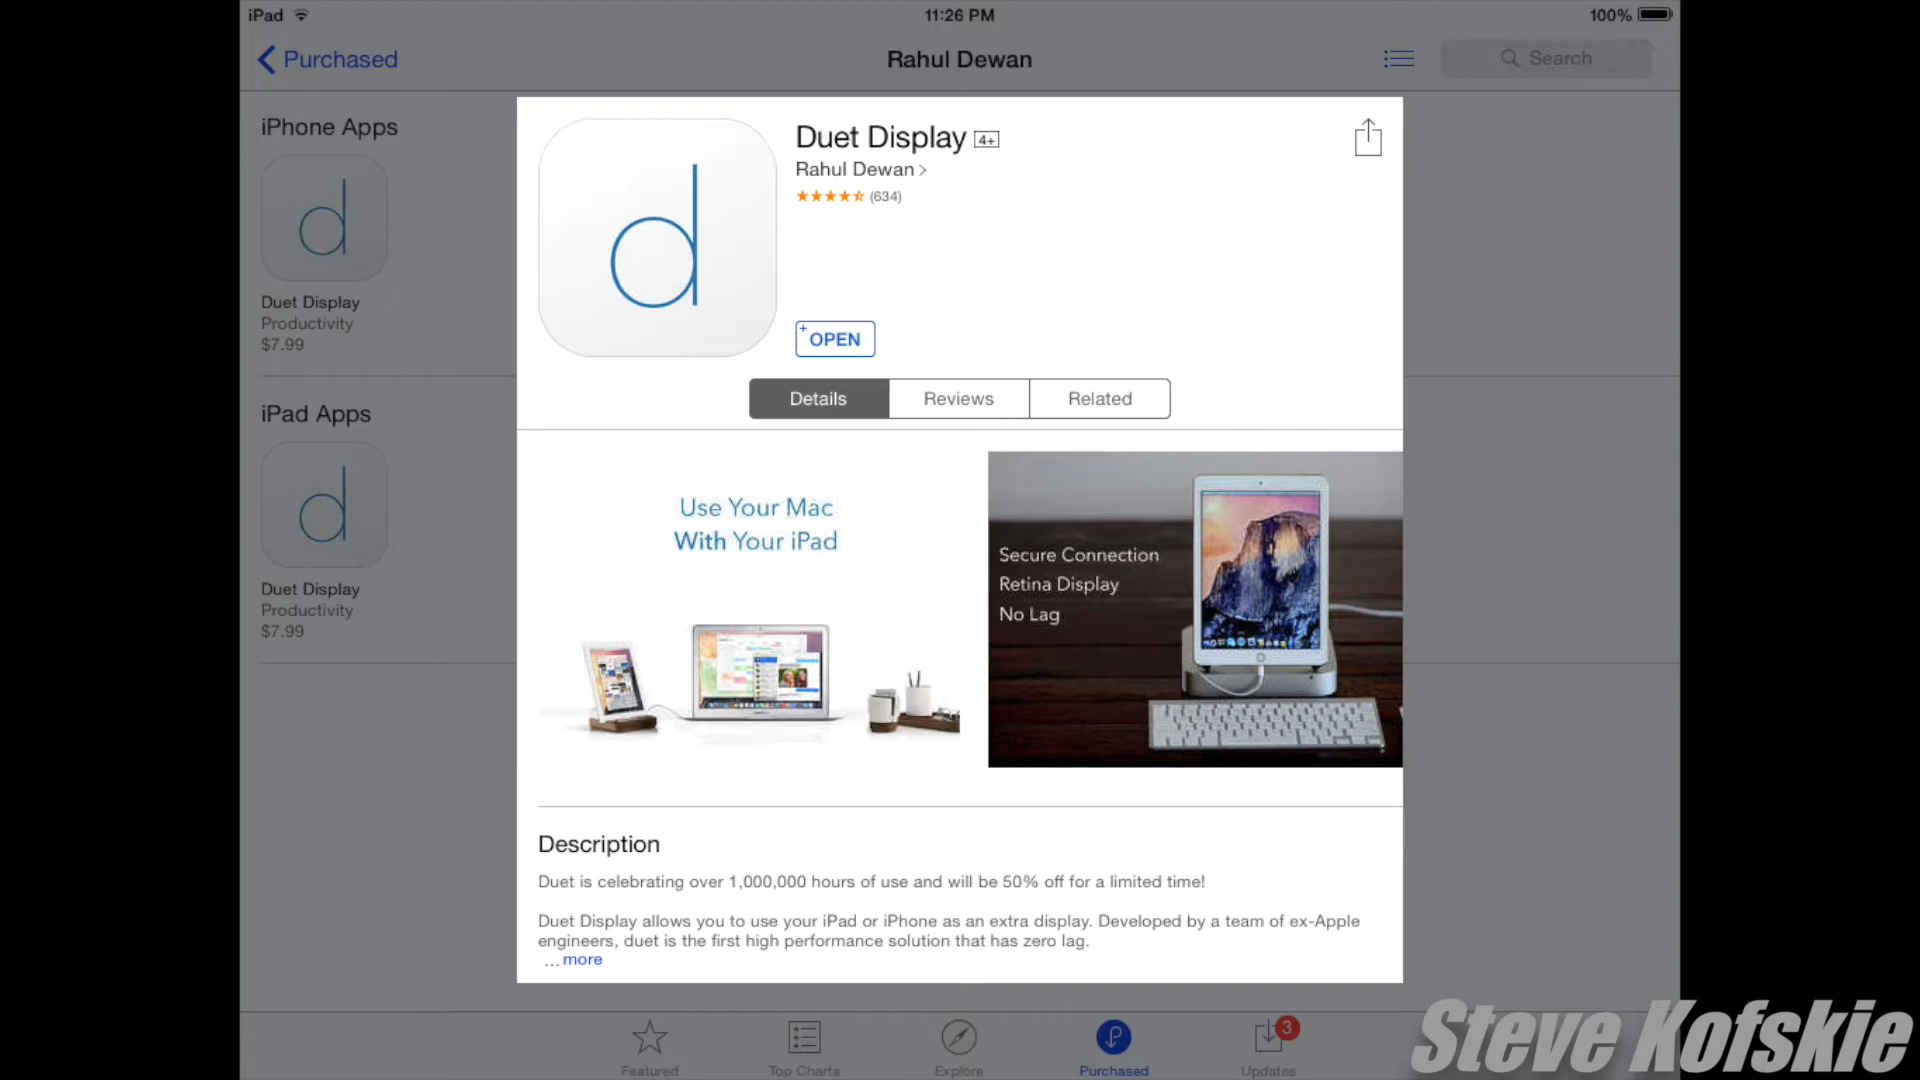 iPad
11:26 PM
100%
Purchased
Rahul Dewan
Search
iPhone Apps
Duet Display
Productivity
$7.99
iPad Apps
Duet Display
Productivity
$7.99
d
Duet Display 4+
Rahul Dewan >
(634)
+ OPEN
Details
Reviews
Related
Use Your Mac
With Your iPad
Secure Connection
Retina Display
No Lag
Description
Duet is celebrating over 1,000,000 hours of use and will be 50% off for a limited time!
Duet Display allows you to use your iPad or iPhone as an extra display. Developed by a team of ex-Apple
engineers, duet is the first high performance solution that has zero lag.
... more
Featured
Top Charts
Explore
Purchased
3
Updates
Steve Kofskie